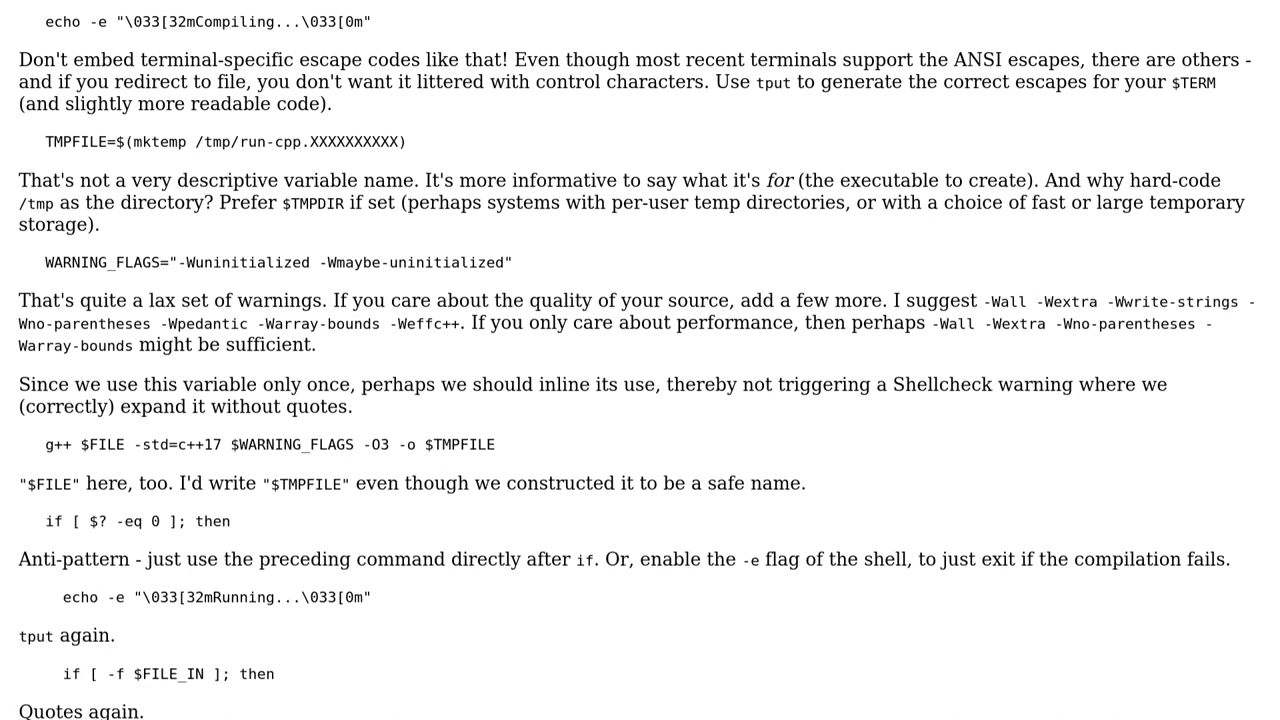 echo -e "\033[32mCompiling...\033[0m"
Don't embed terminal-specific escape codes like that! Even though most recent terminals support the ANSI escapes, there are others -
and if you redirect to file, you don't want it littered with control characters. Use tput to generate the correct escapes for your $TERM
(and slightly more readable code).
TMPFILE=$(mktemp /tmp/run-cpp.XXXXXXXXXX)
That's not a very descriptive variable name. It's more informative to say what it's for (the executable to create). And why hard-code
/tmp as the directory? Prefer $TMPDIR if set (perhaps systems with per-user temp directories, or with a choice of fast or large temporary
storage).
WARNING_FLAGS="-Wuninitialized -Wmaybe-uninitialized"
That's quite a lax set of warnings. If you care about the quality of your source, add a few more. I suggest -Wall -Wextra -Wwrite-strings -
Wno-parentheses -Wpedantic -Warray-bounds -Weffc++. If you only care about performance, then perhaps -Wall -Wextra -Wno-parentheses -
Warray-bounds might be sufficient.
Since we use this variable only once, perhaps we should inline its use, thereby not triggering a Shellcheck warning where we
(correctly) expand it without quotes.
g++ $FILE -std=c++17 $WARNING_FLAGS -O3 -o $TMPFILE
"$FILE" here, too. I'd write "$TMPFILE" even though we constructed it to be a safe name.
if [ $? -eq 0 ]; then
Anti-pattern - just use the preceding command directly after if. Or, enable the -e flag of the shell, to just exit if the compilation fails.
echo -e "\033[32mRunning...\033[0m"
tput again.
if [ -f $FILE_IN ]; then
Quotes again.